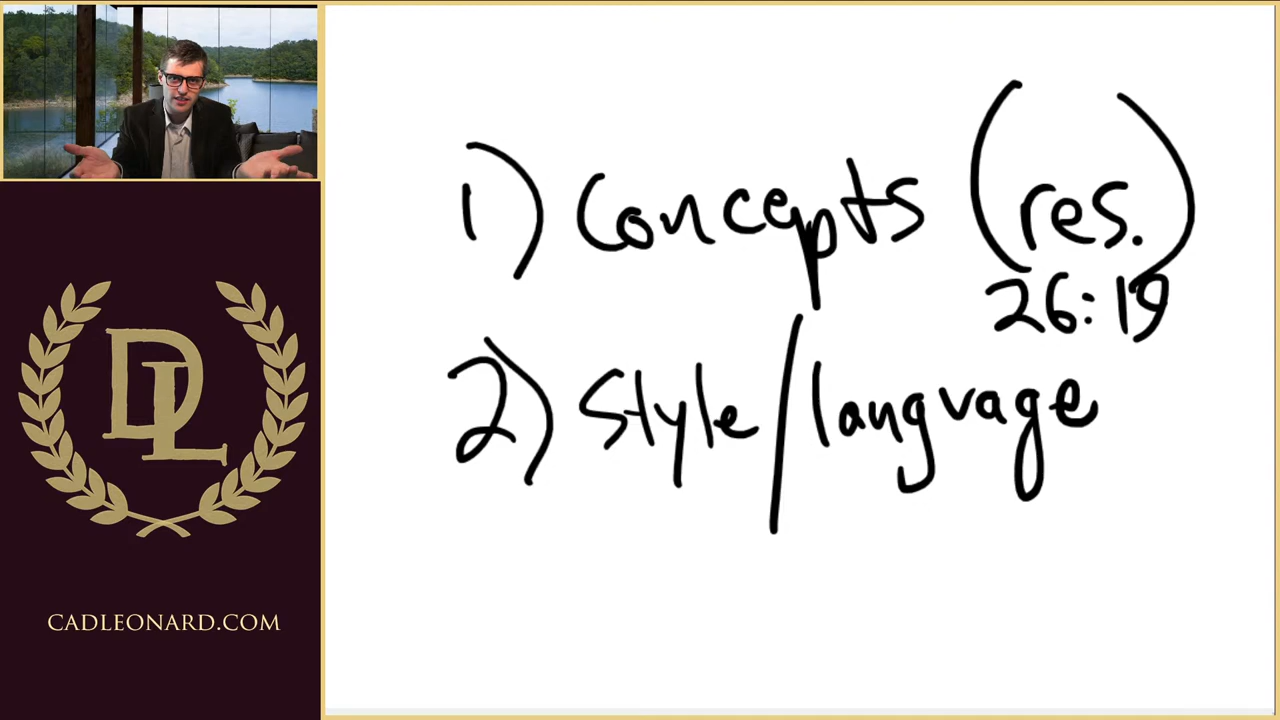 1) Concepts (res.)
26:19
2) Style/language
DL
CADLEONARD.COM